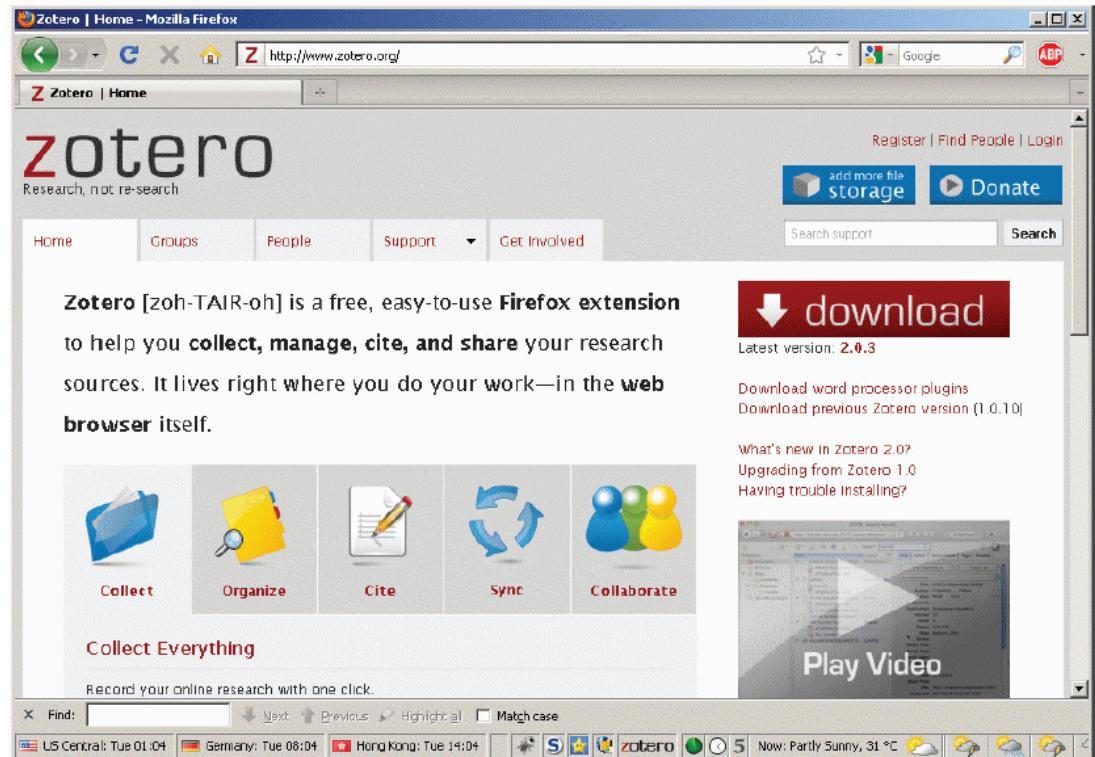 Zotero | Home - Mozilla Firefox
Z http://www.zotero.org/
Google
ABP
Z Zotero | Home
zotero
Research, not re-search
Register | Find People | Login
add more file
storage
Donate
Home Groups People Support Get Involved
Search support
Search
Zotero [zoh-TAIR-oh] is a free, easy-to-use Firefox extension
to help you collect, manage, cite, and share your research
sources. It lives right where you do your work—in the web
browser itself.
download
Latest version: 2.0.3
Download word processor plugins
Download previous Zotero version (1.0.10)
What's new in Zotero 2.0?
Upgrading from Zotero 1.0
Having trouble installing?
Collect Organize Cite Sync Collaborate
Collect Everything
Record your online research with one click.
Play Video
X Find: Next Previous Highlight all Match case
US Central: Tue 01:04 Germany: Tue 08:04 Hong Kong: Tue 14:04 S zotero 5 Now: Partly Sunny, 31 °C